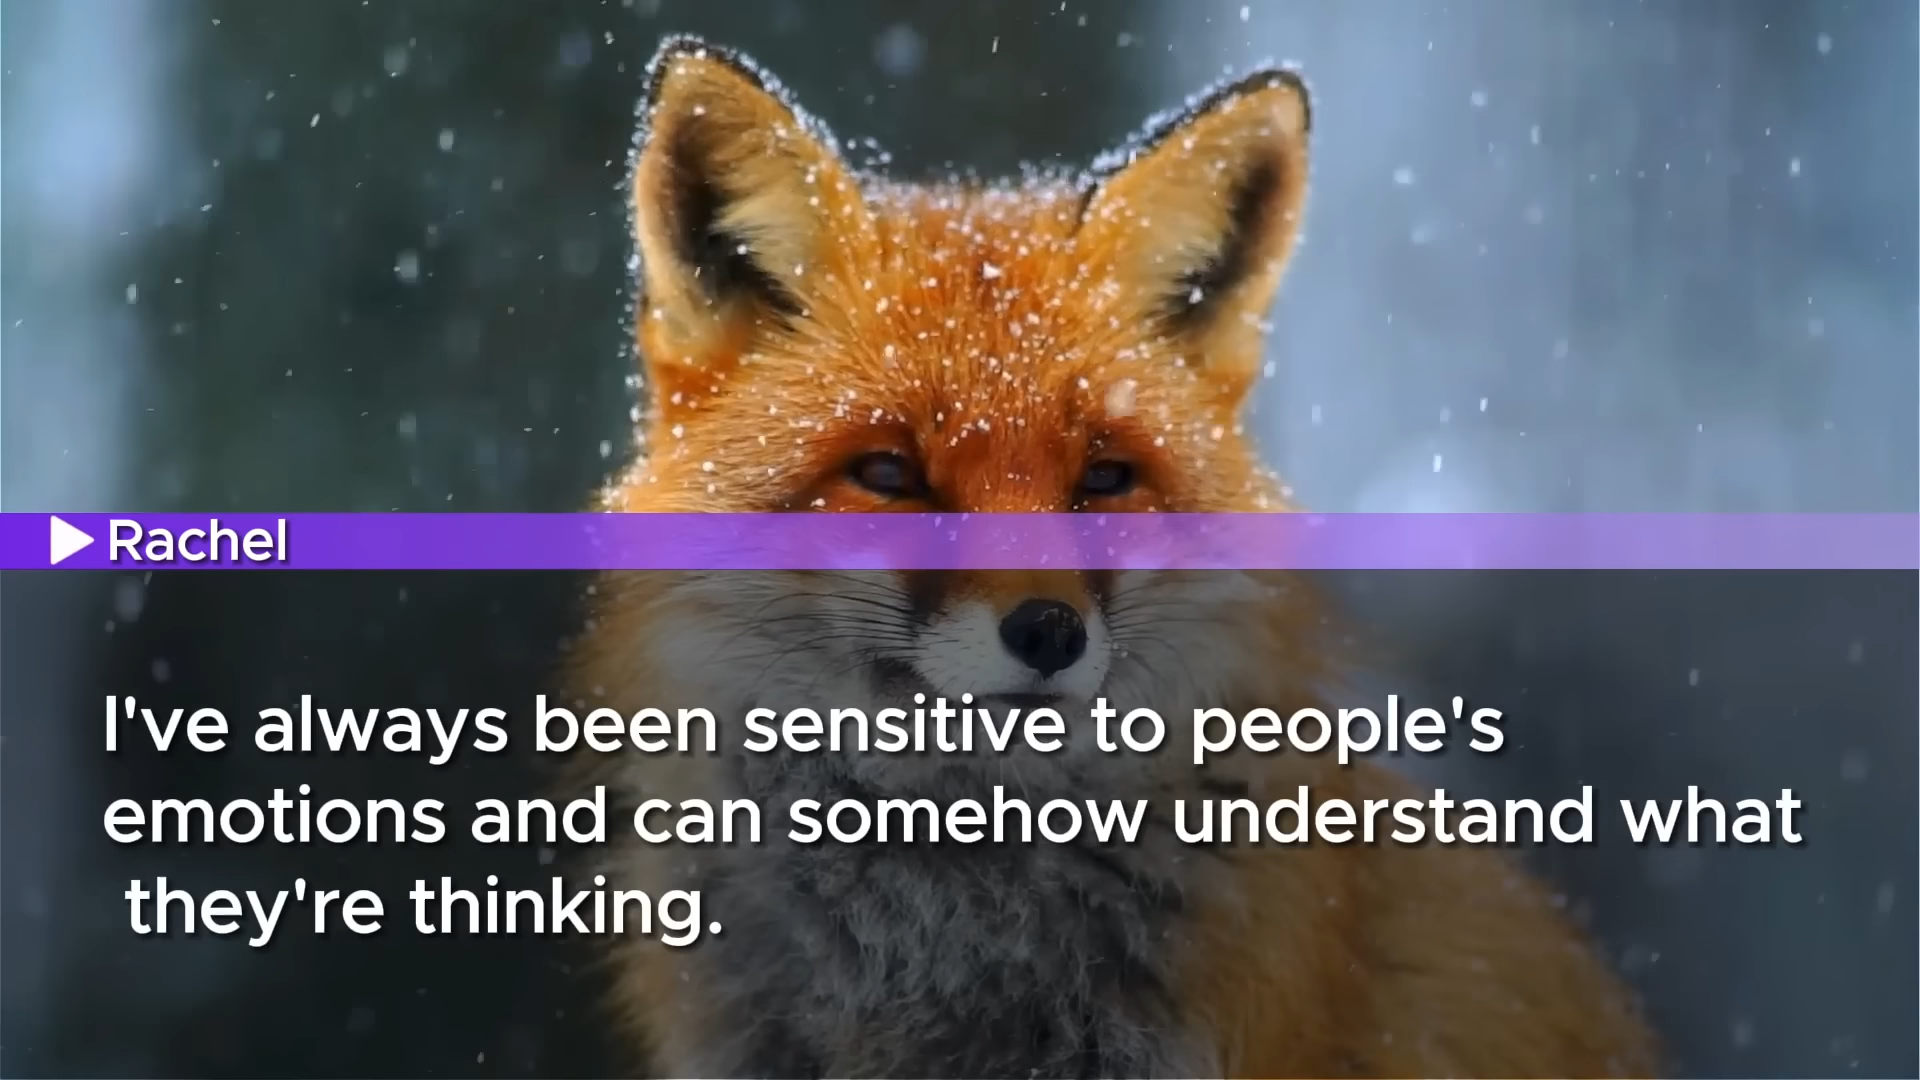 Rachel
I've always been sensitive to people's
emotions and can somehow understand what
they're thinking.